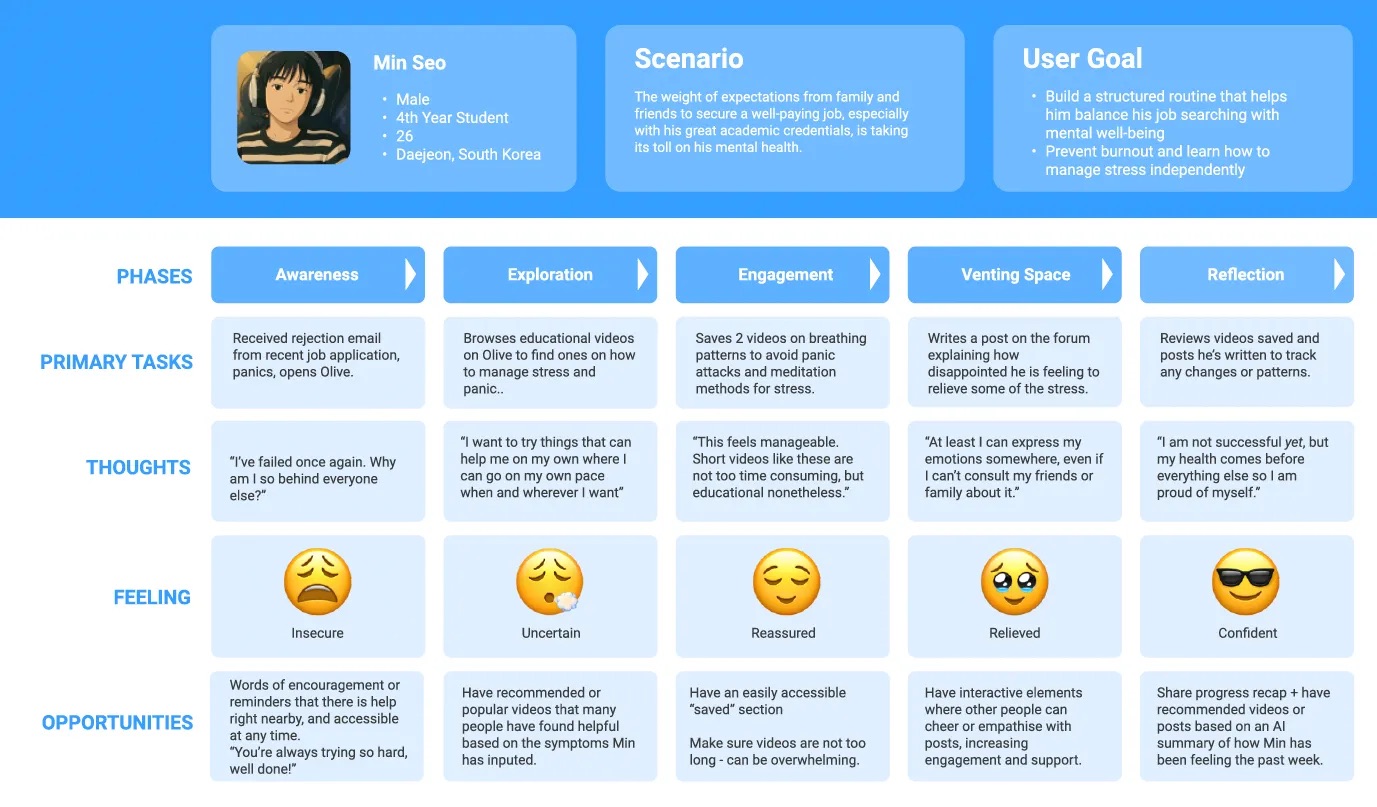 Min Seo
• Male
• 4th Year Student
• 26
• Daejeon, South Korea
Scenario
The weight of expectations from family and
friends to secure a well-paying job, especially
with his great academic credentials, is taking
its toll on his mental health.
User Goal
• Build a structured routine that helps
him balance his job searching with
mental well-being
• Prevent burnout and learn how to
manage stress independently
PHASES
Awareness
Exploration
Engagement
Venting Space
Reflection
PRIMARY TASKS
Received rejection email
from recent job application,
panics, opens Olive.
Browses educational videos
on Olive to find ones on how
to manage stress and
panic..
Saves 2 videos on breathing
patterns to avoid panic
attacks and meditation
methods for stress.
Writes a post on the forum
explaining how
disappointed he is feeling to
relieve some of the stress.
Reviews videos saved and
posts he’s written to track
any changes or patterns.
THOUGHTS
“I’ve failed once again. Why
am I so behind everyone
else?”
“I want to try things that can
help me on my own where I
can go on my own pace
when and wherever I want”
“This feels manageable.
Short videos like these are
not too time consuming, but
educational nonetheless.”
“At least I can express my
emotions somewhere, even if
I can’t consult my friends or
family about it.”
“I am not successful yet, but
my health comes before
everything else so I am
proud of myself.”
FEELING
Insecure
Uncertain
Reassured
Relieved
Confident
OPPORTUNITIES
Words of encouragement or
reminders that there is help
right nearby, and accessible
at any time.
“You’re always trying so hard,
well done!”
Have recommended or
popular videos that many
people have found helpful
based on the symptoms Min
has inputed.
Have an easily accessible
“saved” section
Make sure videos are not too
long - can be overwhelming.
Have interactive elements
where other people can
cheer or empathise with
posts, increasing
engagement and support.
Share progress recap + have
recommended videos or
posts based on an AI
summary of how Min has
been feeling the past week.